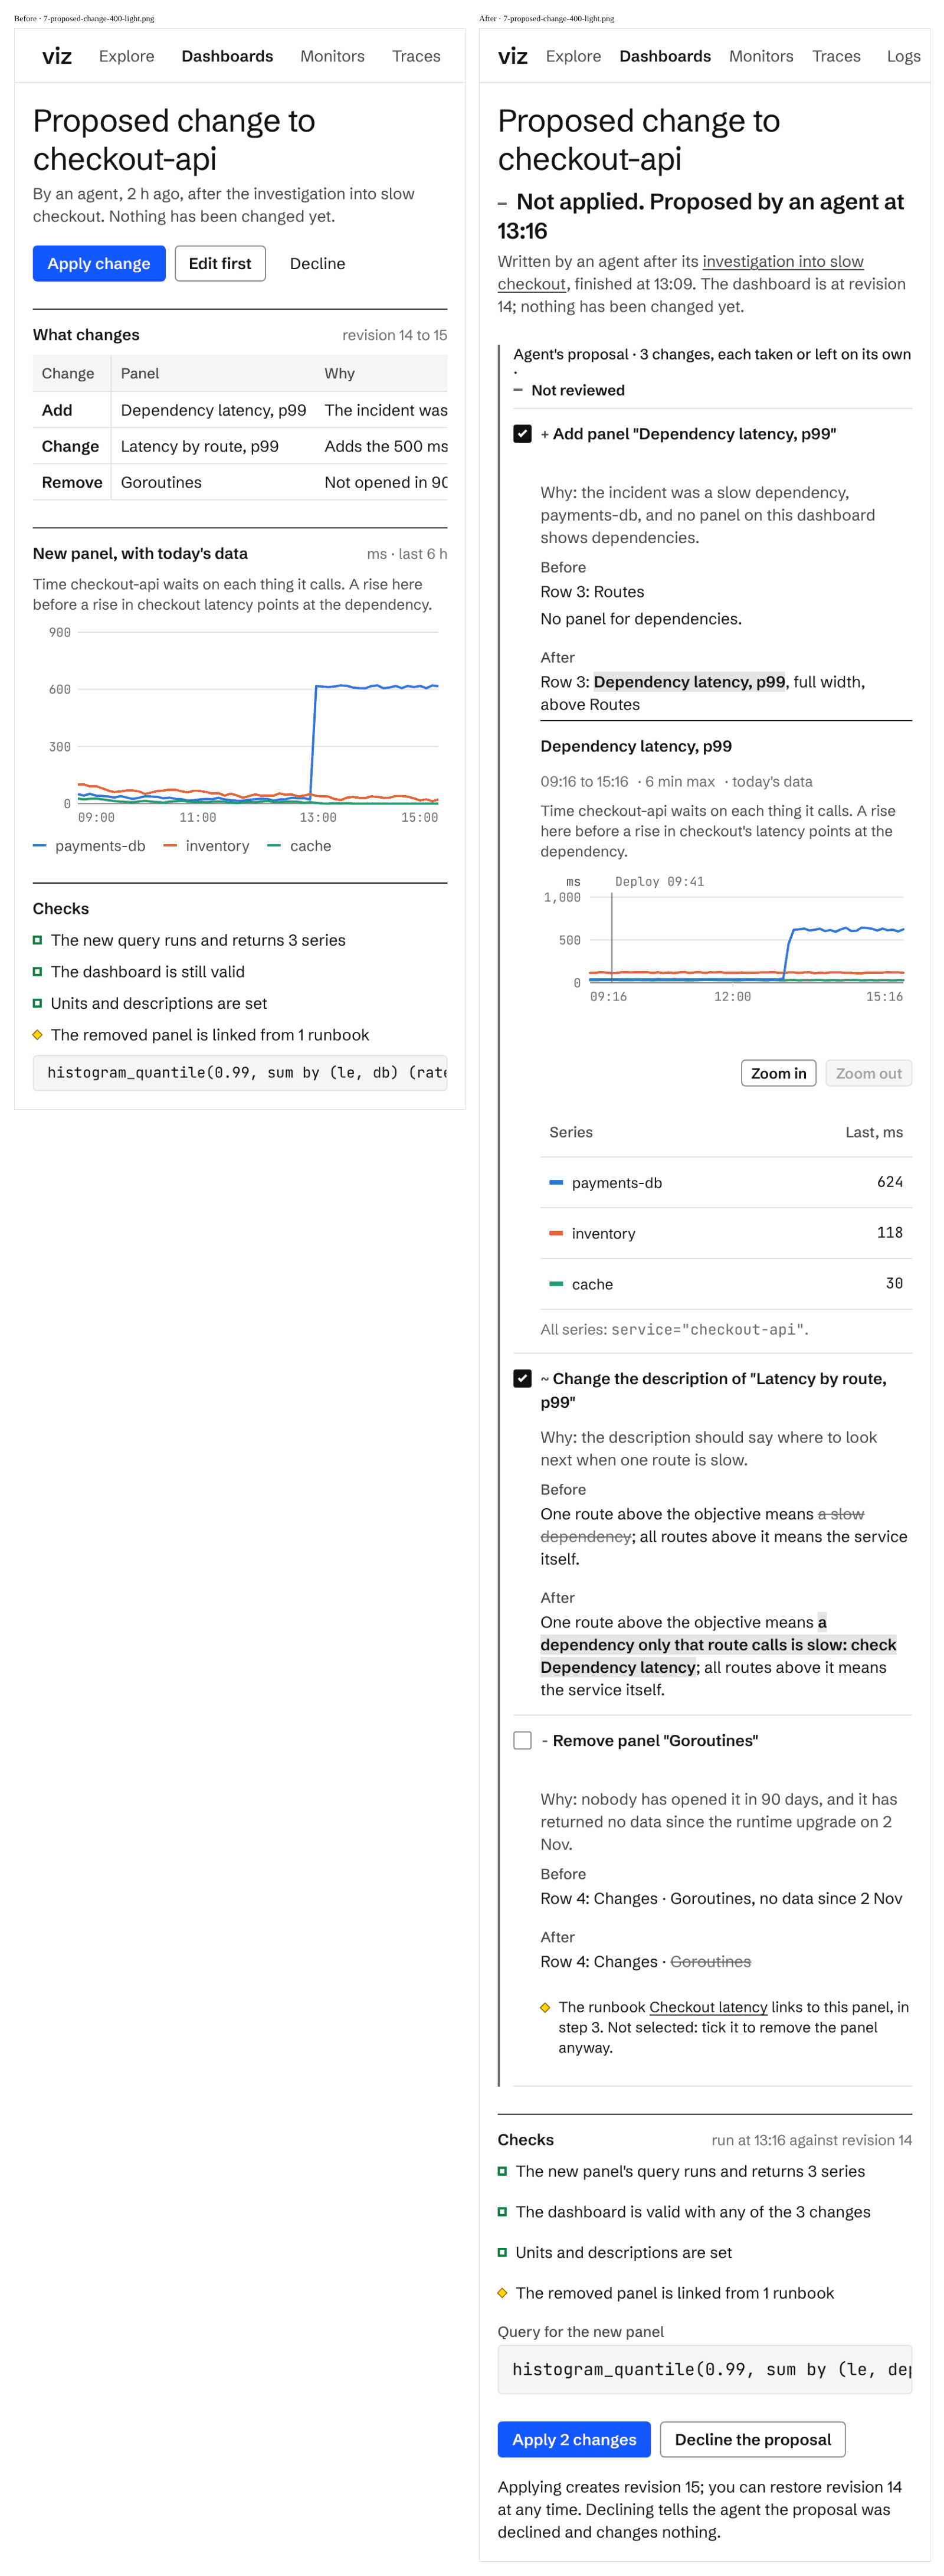 Before · 7-proposed-change-400-light.png
viz Explore Dashboards Monitors Traces
Proposed change to
checkout-api
By an agent, 2 h ago, after the investigation into slow
checkout. Nothing has been changed yet.
Apply change Edit first Decline
What changes revision 14 to 15
Change Panel Why
Add Dependency latency, p99 The incident was
Change Latency by route, p99 Adds the 500 ms
Remove Goroutines Not opened in 90
New panel, with today's data ms · last 6 h
Time checkout-api waits on each thing it calls. A rise here
before a rise in checkout latency points at the dependency.
900
600
300
0
09:00 11:00 13:00 15:00
payments-db inventory cache
Checks
The new query runs and returns 3 series
The dashboard is still valid
Units and descriptions are set
The removed panel is linked from 1 runbook
histogram_quantile(0.99, sum by (le, db) (rate
After · 7-proposed-change-400-light.png
viz Explore Dashboards Monitors Traces Logs
Proposed change to
checkout-api
– Not applied. Proposed by an agent at
13:16
Written by an agent after its investigation into slow
checkout, finished at 13:09. The dashboard is at revision
14; nothing has been changed yet.
Agent's proposal · 3 changes, each taken or left on its own
·
– Not reviewed
+ Add panel "Dependency latency, p99"
Why: the incident was a slow dependency,
payments-db, and no panel on this dashboard
shows dependencies.
Before
Row 3: Routes
No panel for dependencies.
After
Row 3: Dependency latency, p99, full width,
above Routes
Dependency latency, p99
09:16 to 15:16 · 6 min max · today's data
Time checkout-api waits on each thing it calls. A rise
here before a rise in checkout's latency points at the
dependency.
ms Deploy 09:41
1,000
500
0
09:16 12:00 15:16
Zoom in Zoom out
Series Last, ms
payments-db 624
inventory 118
cache 30
All series: service="checkout-api".
~ Change the description of "Latency by route,
p99"
Why: the description should say where to look
next when one route is slow.
Before
One route above the objective means a slow
dependency; all routes above it means the service
itself.
After
One route above the objective means a
dependency only that route calls is slow: check
Dependency latency; all routes above it means
the service itself.
- Remove panel "Goroutines"
Why: nobody has opened it in 90 days, and it has
returned no data since the runtime upgrade on 2
Nov.
Before
Row 4: Changes · Goroutines, no data since 2 Nov
After
Row 4: Changes · Goroutines
The runbook Checkout latency links to this panel, in
step 3. Not selected: tick it to remove the panel
anyway.
Checks run at 13:16 against revision 14
The new panel's query runs and returns 3 series
The dashboard is valid with any of the 3 changes
Units and descriptions are set
The removed panel is linked from 1 runbook
Query for the new panel
histogram_quantile(0.99, sum by (le, dep
Apply 2 changes Decline the proposal
Applying creates revision 15; you can restore revision 14
at any time. Declining tells the agent the proposal was
declined and changes nothing.